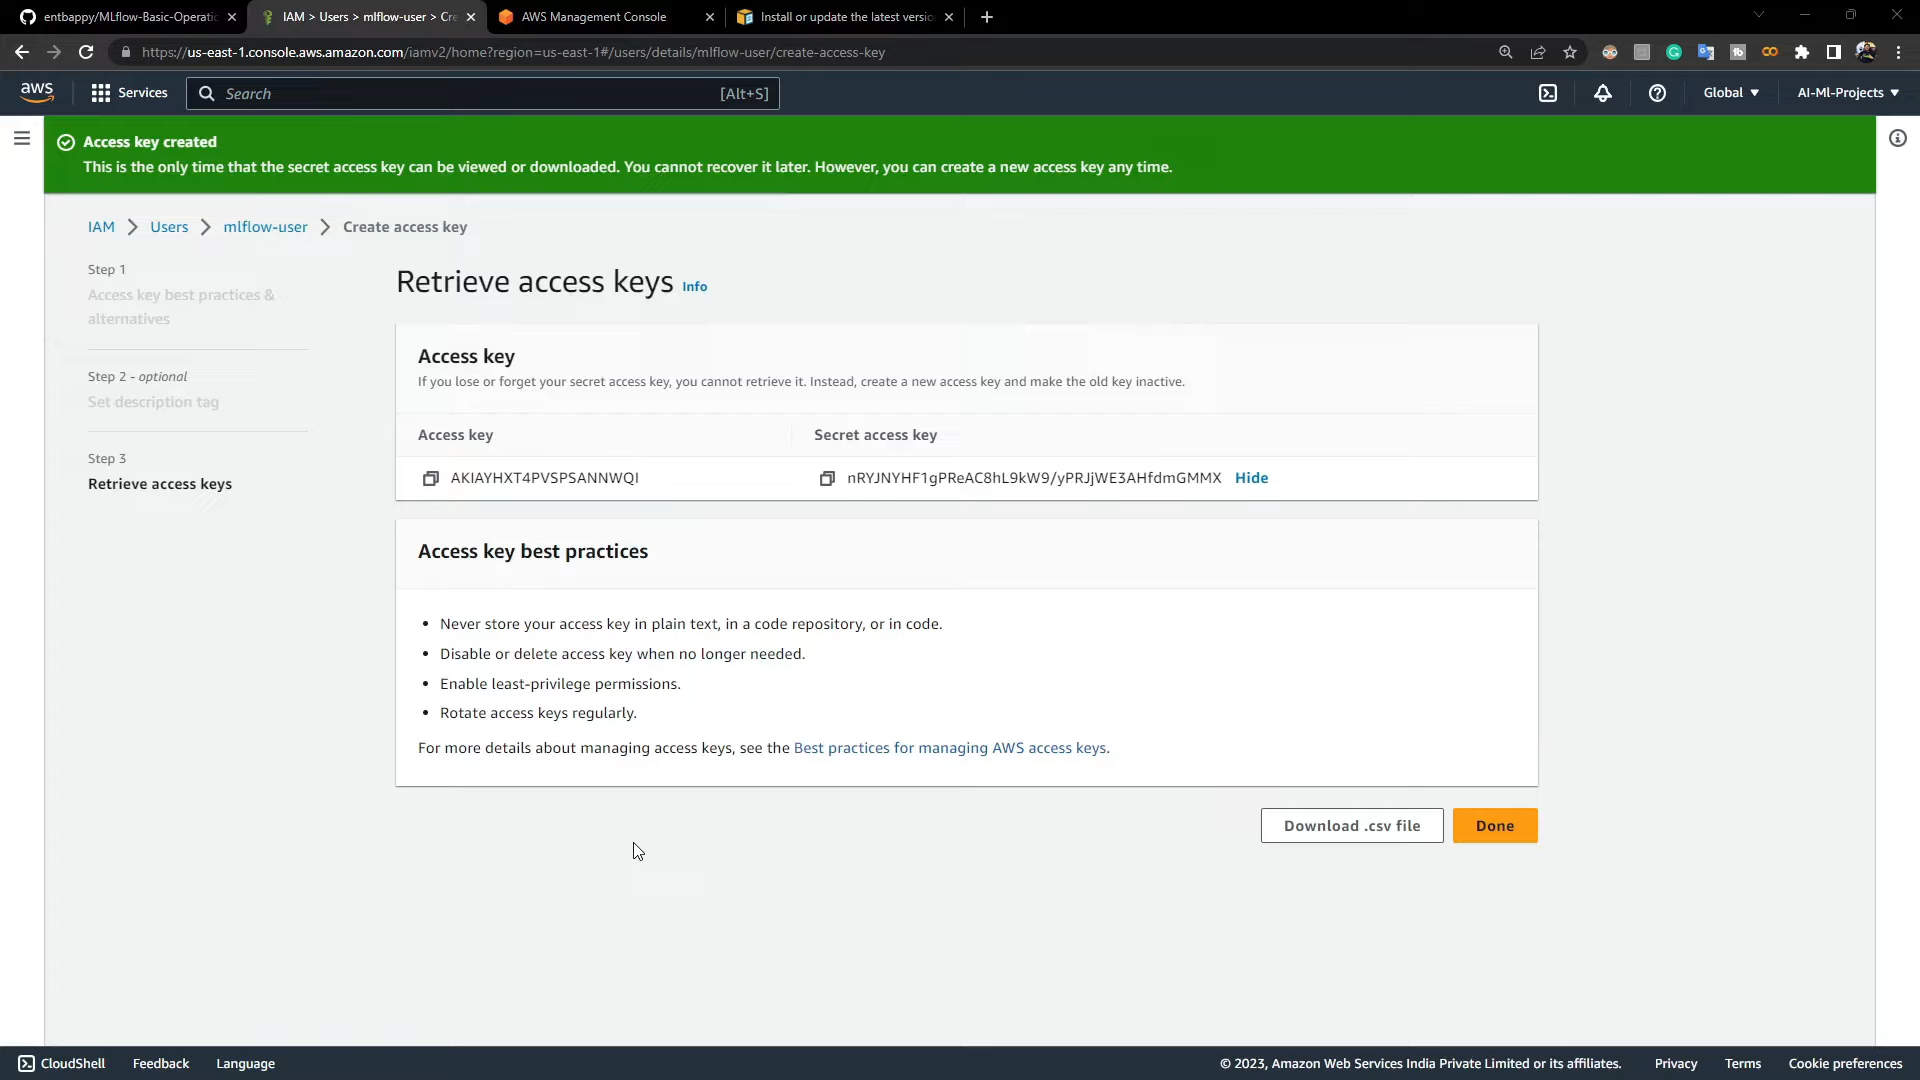 entbappy/MLflow-Basic-Operatic
IAM > Users > mlflow-user > Cre
AWS Management Console
Install or update the latest versio
https://us-east-1.console.aws.amazon.com/iamv2/home?region=us-east-1#/users/details/mlflow-user/create-access-key
aws
Services
Search
[Alt+S]
Global
AI-Ml-Projects
Access key created
This is the only time that the secret access key can be viewed or downloaded. You cannot recover it later. However, you can create a new access key any time.
IAM
Users
mlflow-user
Create access key
Step 1
Access key best practices &
alternatives
Step 2 - optional
Set description tag
Step 3
Retrieve access keys
Retrieve access keys Info
Access key
If you lose or forget your secret access key, you cannot retrieve it. Instead, create a new access key and make the old key inactive.
Access key
Secret access key
AKIAYHXT4PVSPSANNWQI
nRYJNYHF1gPReAC8hL9kW9/yPRJjWE3AHfdmGMMX Hide
Access key best practices
• Never store your access key in plain text, in a code repository, or in code.
• Disable or delete access key when no longer needed.
• Enable least-privilege permissions.
• Rotate access keys regularly.
For more details about managing access keys, see the Best practices for managing AWS access keys.
Download .csv file
Done
CloudShell
Feedback
Language
© 2023, Amazon Web Services India Private Limited or its affiliates.
Privacy
Terms
Cookie preferences